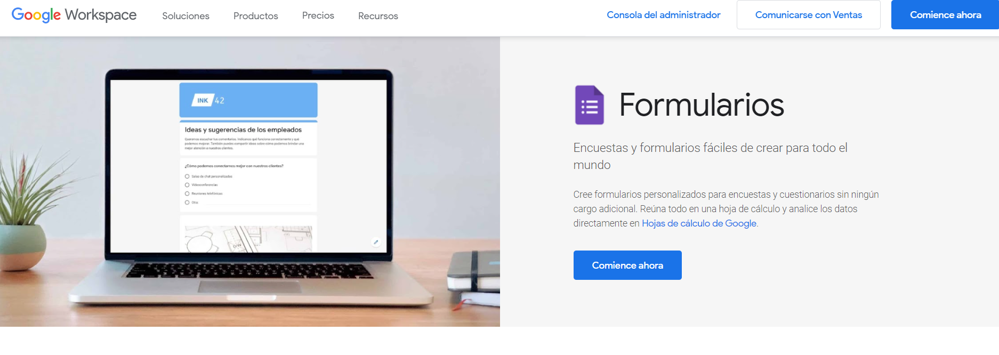 Google Workspace
Soluciones
Productos
Precios
Recursos
Consola del administrador
Comunicarse con Ventas
Comience ahora
INK 42
Ideas y sugerencias de los empleados
Queremos escuchar tus comentarios. Indícanos qué funciona correctamente y qué
podemos mejorar. También puedes compartir ideas sobre cómo podemos brindar una
mejor atención a nuestros clientes.
¿Cómo podemos conectarnos mejor con nuestros clientes?
Salas de chat personalizadas
Videoconferencias
Reuniones telefónicas
Otra
Formularios
Encuestas y formularios fáciles de crear para todo el
mundo
Cree formularios personalizados para encuestas y cuestionarios sin ningún
cargo adicional. Reúna todo en una hoja de cálculo y analice los datos
directamente en Hojas de cálculo de Google.
Comience ahora